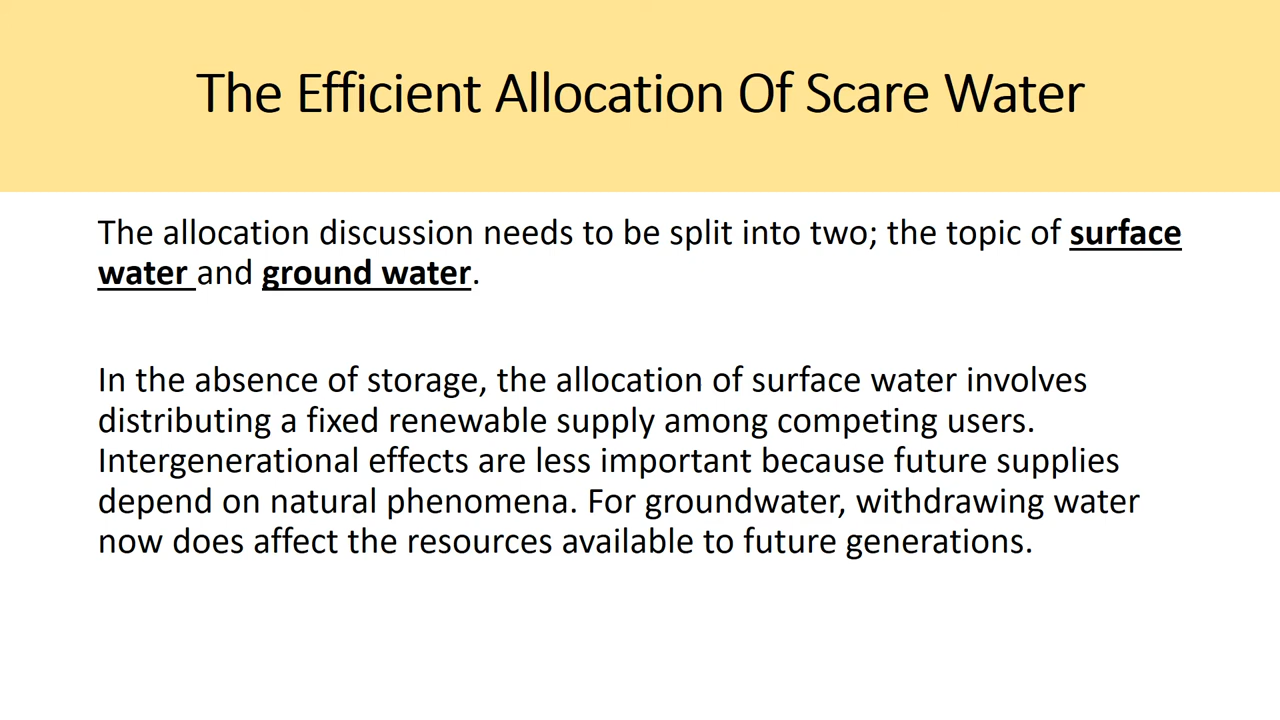 The Efficient Allocation Of Scare Water
The allocation discussion needs to be split into two; the topic of surface
water and ground water.
In the absence of storage, the allocation of surface water involves
distributing a fixed renewable supply among competing users.
Intergenerational effects are less important because future supplies
depend on natural phenomena. For groundwater, withdrawing water
now does affect the resources available to future generations.